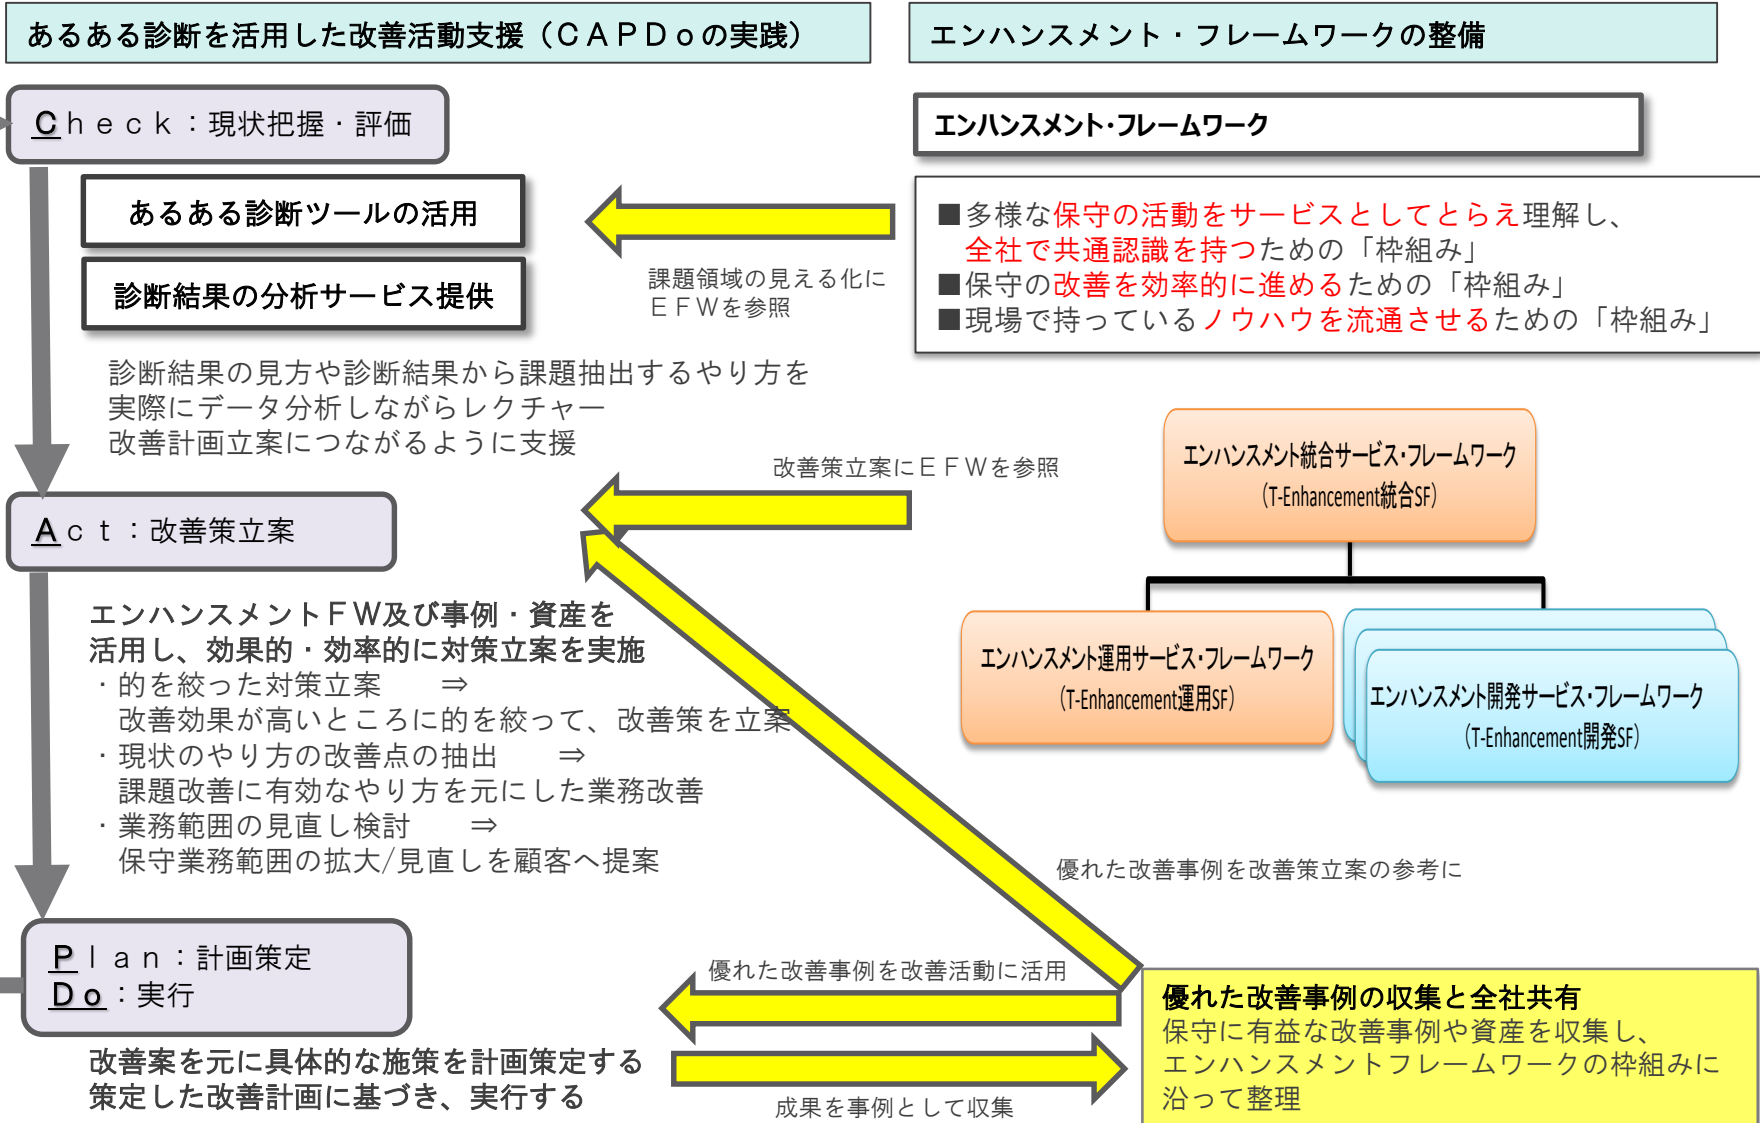 あるある診断を活用した改善活動支援（ＣＡＰＤｏの実践）
Ｃｈｅｃｋ：現状把握・評価
あるある診断ツールの活用
診断結果の分析サービス提供
診断結果の見方や診断結果から課題抽出するやり方を
実際にデータ分析しながらレクチャー
改善計画立案につながるように支援
Ａｃｔ：改善策立案
エンハンスメントＦＷ及び事例・資産を
活用し、効果的・効率的に対策立案を実施
・的を絞った対策立案　　⇒
改善効果が高いところに的を絞って、改善策を立案
・現状のやり方の改善点の抽出　　⇒
課題改善に有効なやり方を元にした業務改善
・業務範囲の見直し検討　　⇒
保守業務範囲の拡大/見直しを顧客へ提案
Ｐｌａｎ：計画策定
Ｄｏ：実行
改善案を元に具体的な施策を計画策定する
策定した改善計画に基づき、実行する
課題領域の見える化に
ＥＦＷを参照
改善策立案にＥＦＷを参照
優れた改善事例を改善策立案の参考に
優れた改善事例を改善活動に活用
成果を事例として収集
エンハンスメント・フレームワークの整備
エンハンスメント・フレームワーク
■多様な保守の活動をサービスとしてとらえ理解し、
全社で共通認識を持つための「枠組み」
■保守の改善を効率的に進めるための「枠組み」
■現場で持っているノウハウを流通させるための「枠組み」
エンハンスメント統合サービス・フレームワーク
（T-Enhancement統合SF）
エンハンスメント運用サービス・フレームワーク
（T-Enhancement運用SF）
エンハンスメント開発サービス・フレームワーク
（T-Enhancement開発SF）
優れた改善事例の収集と全社共有
保守に有益な改善事例や資産を収集し、
エンハンスメントフレームワークの枠組みに
沿って整理